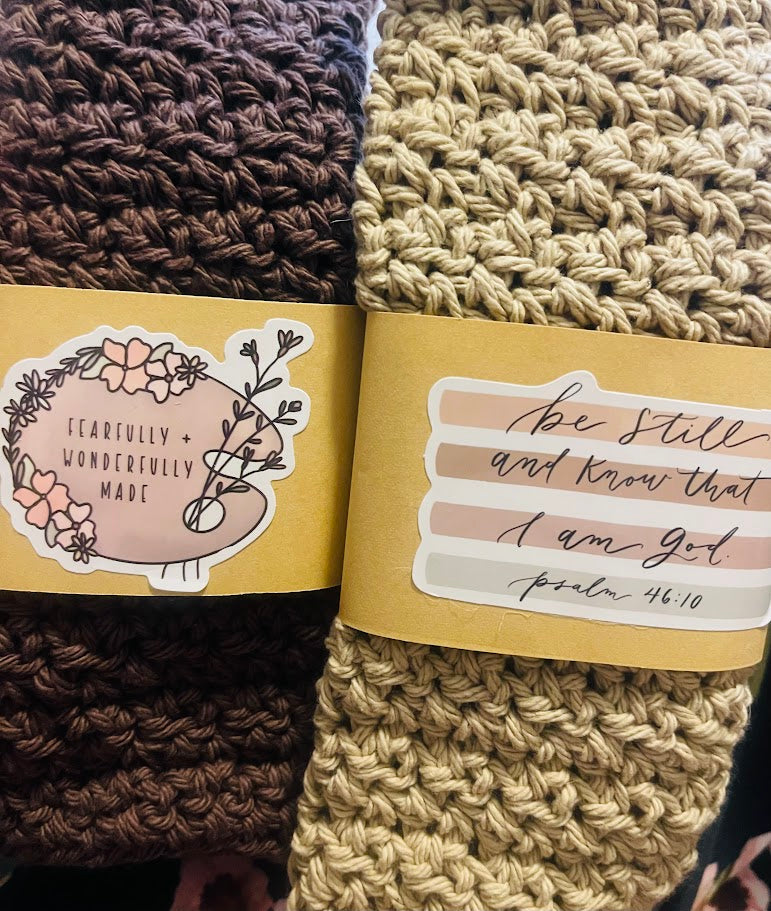 FEARFULLY +
WONDERFULLY
MADE
be still
and know that
I am God.
psalm 46:10